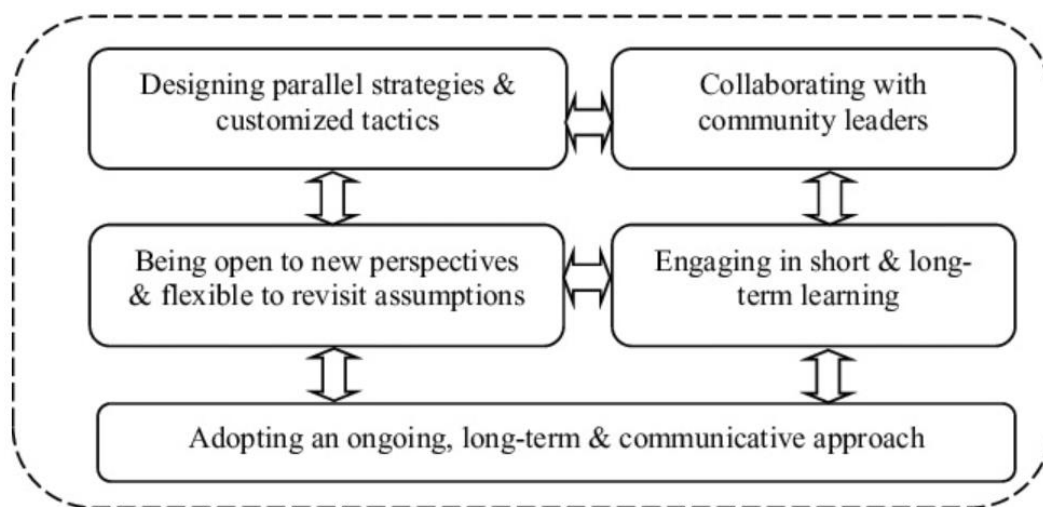 Designing parallel strategies &
customized tactics
Collaborating with
community leaders
Being open to new perspectives
& flexible to revisit assumptions
Engaging in short & long-
term learning
Adopting an ongoing, long-term & communicative approach